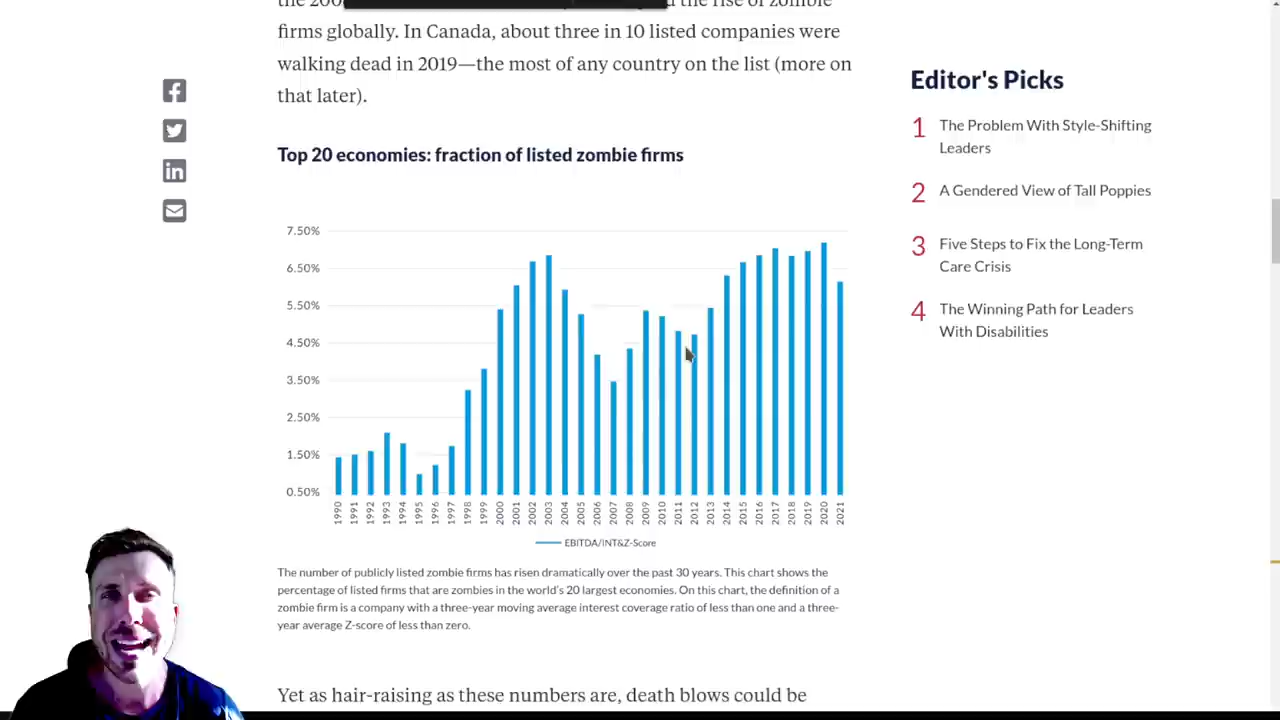 the rise of zombie
firms globally. In Canada, about three in 10 listed companies were
walking dead in 2019—the most of any country on the list (more on
that later).
Top 20 economies: fraction of listed zombie firms
7.50%
6.50%
5.50%
4.50%
3.50%
2.50%
1.50%
0.50%
1990
1991
1992
1993
1994
1995
1996
1997
1998
1999
2000
2001
2002
2003
2004
2005
2006
2007
2008
2009
2010
2011
2012
2013
2014
2015
2016
2017
2018
2019
2020
2021
EBITDA/INT&Z-Score
The number of publicly listed zombie firms has risen dramatically over the past 30 years. This chart shows the
percentage of listed firms that are zombies in the world's 20 largest economies. On this chart, the definition of a
zombie firm is a company with a three-year moving average interest coverage ratio of less than one and a three-
year average Z-score of less than zero.
Yet as hair-raising as these numbers are, death blows could be
Editor's Picks
1 The Problem With Style-Shifting
Leaders
2 A Gendered View of Tall Poppies
3 Five Steps to Fix the Long-Term
Care Crisis
4 The Winning Path for Leaders
With Disabilities